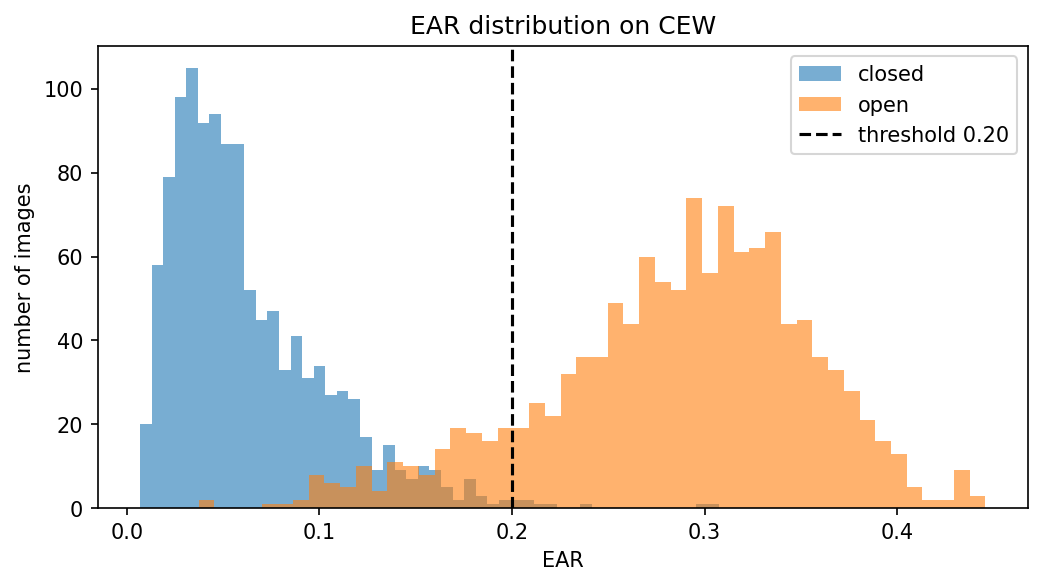 EAR distribution on CEW
closed
open
threshold 0.20
number of images
100
80
60
40
20
0
0.0 0.1 0.2 0.3 0.4
EAR